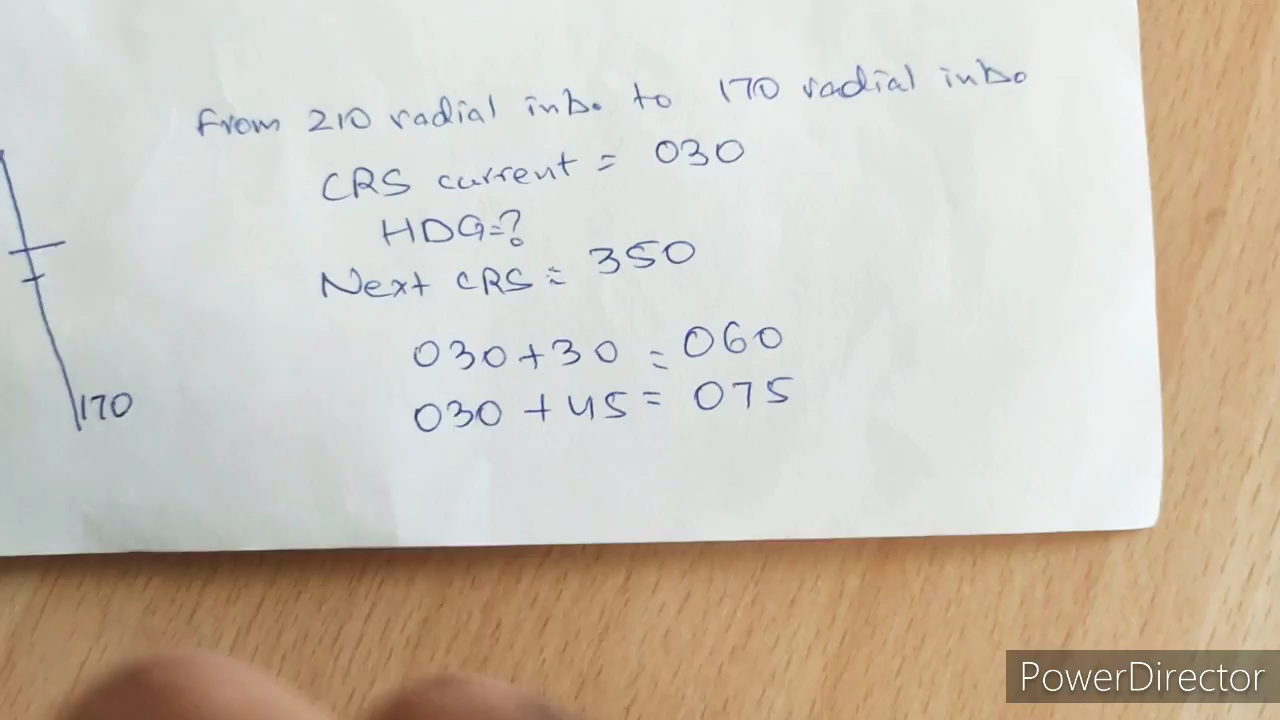 From 210 radial inb. to 170 radial inbo
CRS current = 030
HDG=?
Next CRS = 350
030+30 = 060
030 +45 = 075
170
PowerDirector